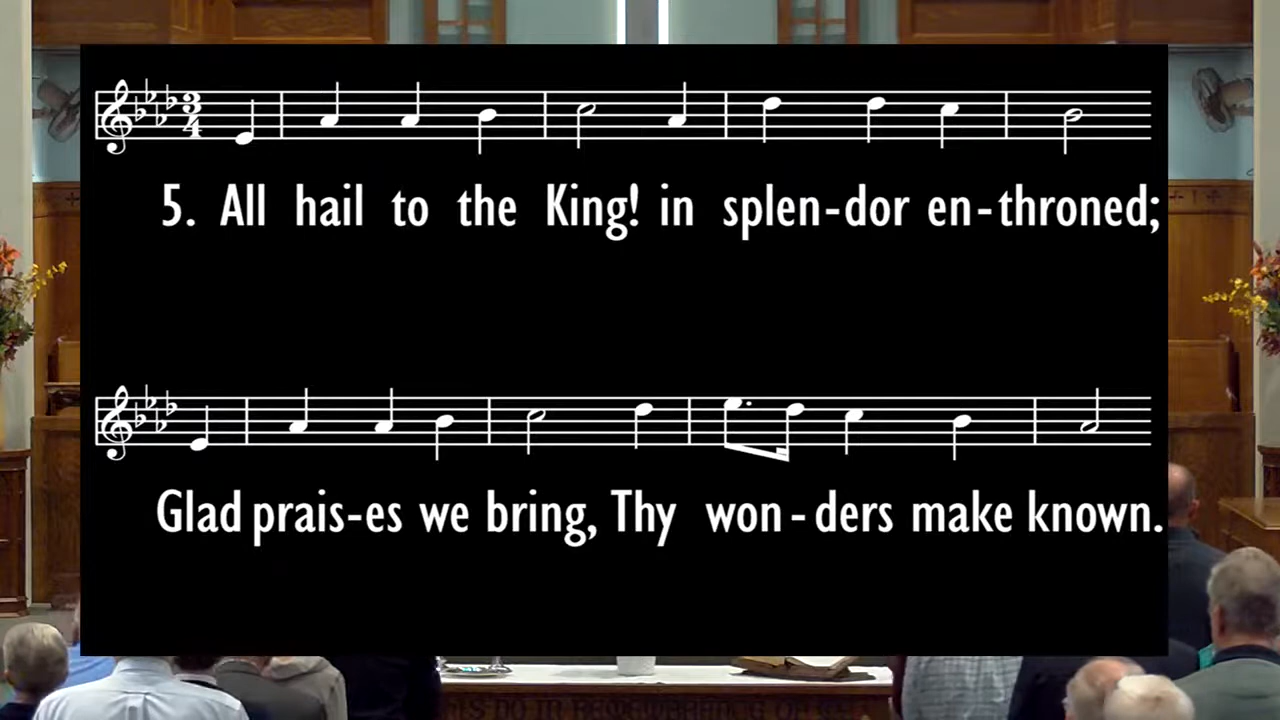 5. All hail to the King! in splen-dor en-throned;
Glad prais-es we bring, Thy won-ders make known.